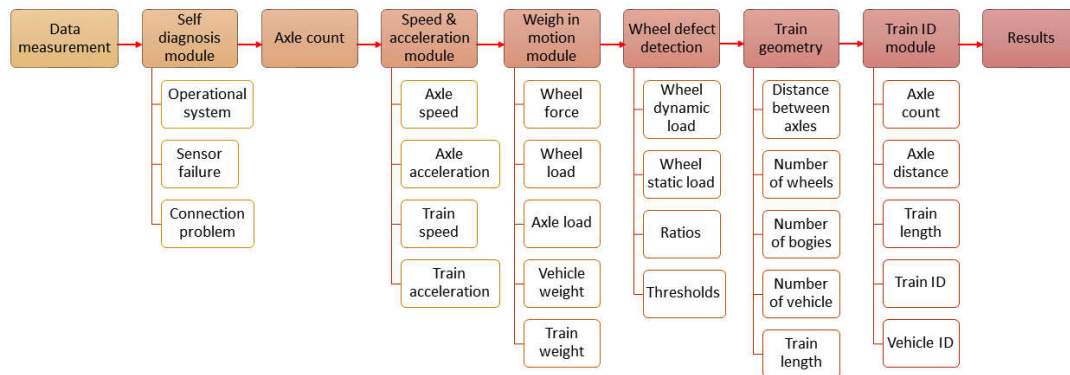 Data
measurement
Self
diagnosis
module
Axle count
Speed &
acceleration
module
Weigh in
motion
module
Wheel defect
detection
Train
geometry
Train ID
module
Results
Operational
system
Sensor
failure
Connection
problem
Axle
speed
Axle
acceleration
Train
speed
Train
acceleration
Wheel
force
Wheel
load
Axle load
Vehicle
weight
Train
weight
Wheel
dynamic
load
Wheel
static load
Ratios
Thresholds
Distance
between
axles
Number
of wheels
Number
of bogies
Number
of vehicle
Train
length
Axle
count
Axle
distance
Train
length
Train ID
Vehicle ID